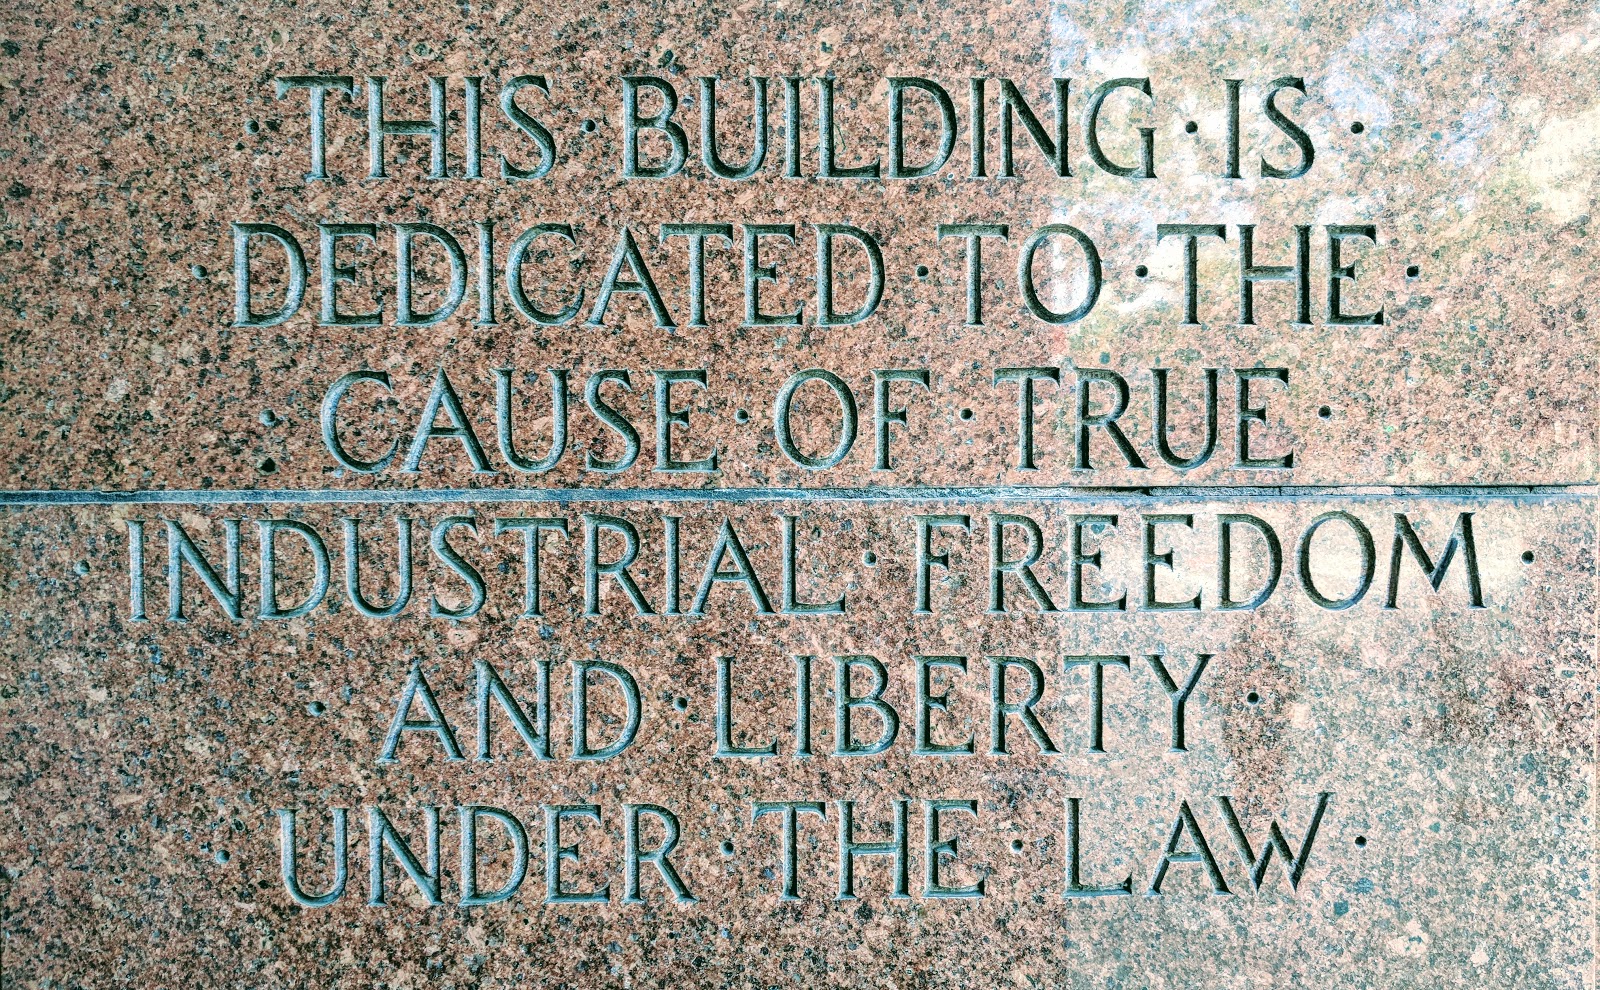 ·THIS·BUILDING·IS·
·DEDICATED·TO·THE·
·CAUSE·OF·TRUE·
·INDUSTRIAL·FREEDOM·
·AND·LIBERTY·
·UNDER·THE·LAW·